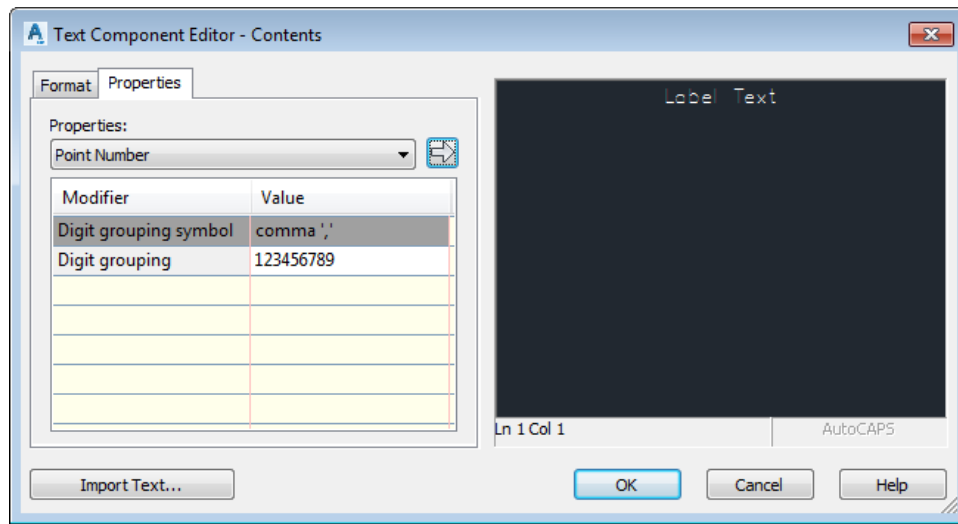 Text Component Editor - Contents
Format Properties
Label Text
Properties:
Point Number
Modifier Value
Digit grouping symbol comma ','
Digit grouping 123456789
Ln 1 Col 1 AutoCAPS
Import Text... OK Cancel Help